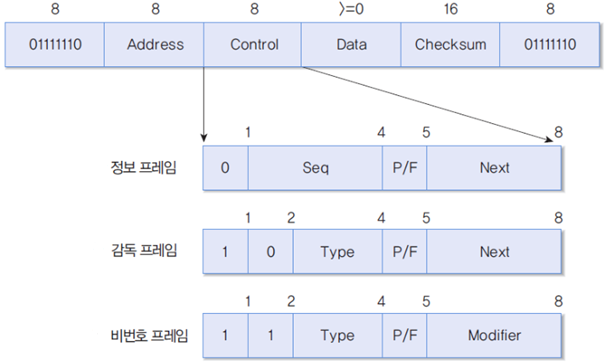 8 8 8 >=0 16 8
01111110 Address Control Data Checksum 01111110
1 4 5 8
정보 프레임 0 Seq P/F Next
1 2 4 5 8
감독 프레임 1 0 Type P/F Next
1 2 4 5 8
비번호 프레임 1 1 Type P/F Modifier